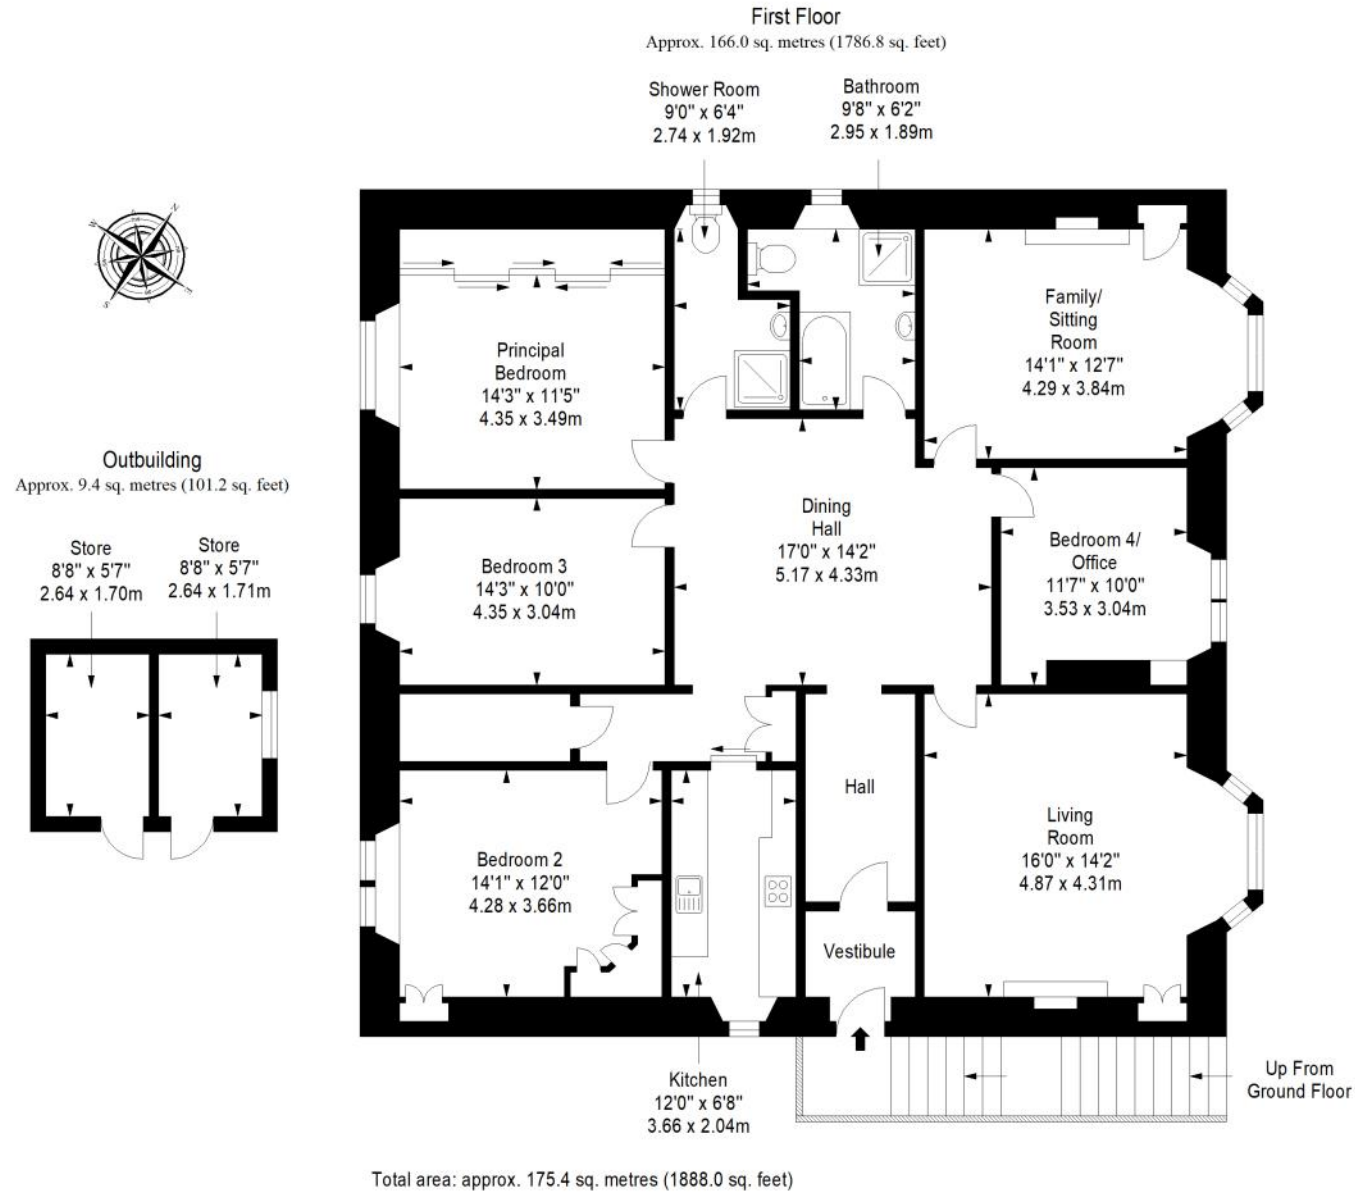 First Floor
Approx. 166.0 sq. metres (1786.8 sq. feet)
Shower Room
9'0" x 6'4"
2.74 x 1.92m
Bathroom
9'8" x 6'2"
2.95 x 1.89m
N
W
E
S
Principal
Bedroom
14'3" x 11'5"
4.35 x 3.49m
Family/
Sitting
Room
14'1" x 12'7"
4.29 x 3.84m
Outbuilding
Approx. 9.4 sq. metres (101.2 sq. feet)
Store
8'8" x 5'7"
2.64 x 1.70m
Store
8'8" x 5'7"
2.64 x 1.71m
Bedroom 3
14'3" x 10'0"
4.35 x 3.04m
Dining
Hall
17'0" x 14'2"
5.17 x 4.33m
Bedroom 4/
Office
11'7" x 10'0"
3.53 x 3.04m
Hall
Living
Room
16'0" x 14'2"
4.87 x 4.31m
Bedroom 2
14'1" x 12'0"
4.28 x 3.66m
Vestibule
Kitchen
12'0" x 6'8"
3.66 x 2.04m
Up From
Ground Floor
Total area: approx. 175.4 sq. metres (1888.0 sq. feet)